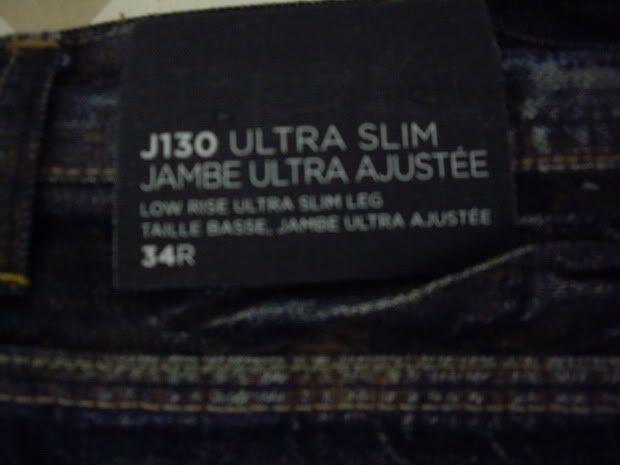 J130 ULTRA SLIM
JAMBE ULTRA AJUSTÉE
LOW RISE ULTRA SLIM LEG
TAILLE BASSE, JAMBE ULTRA AJUSTÉE
34R